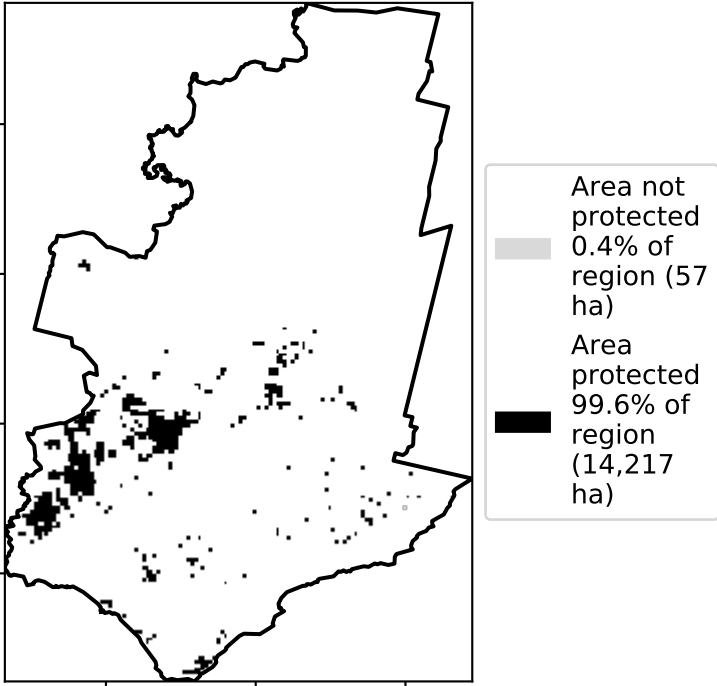 Area not
protected
0.4% of
region (57
ha)
Area
protected
99.6% of
region
(14,217
ha)